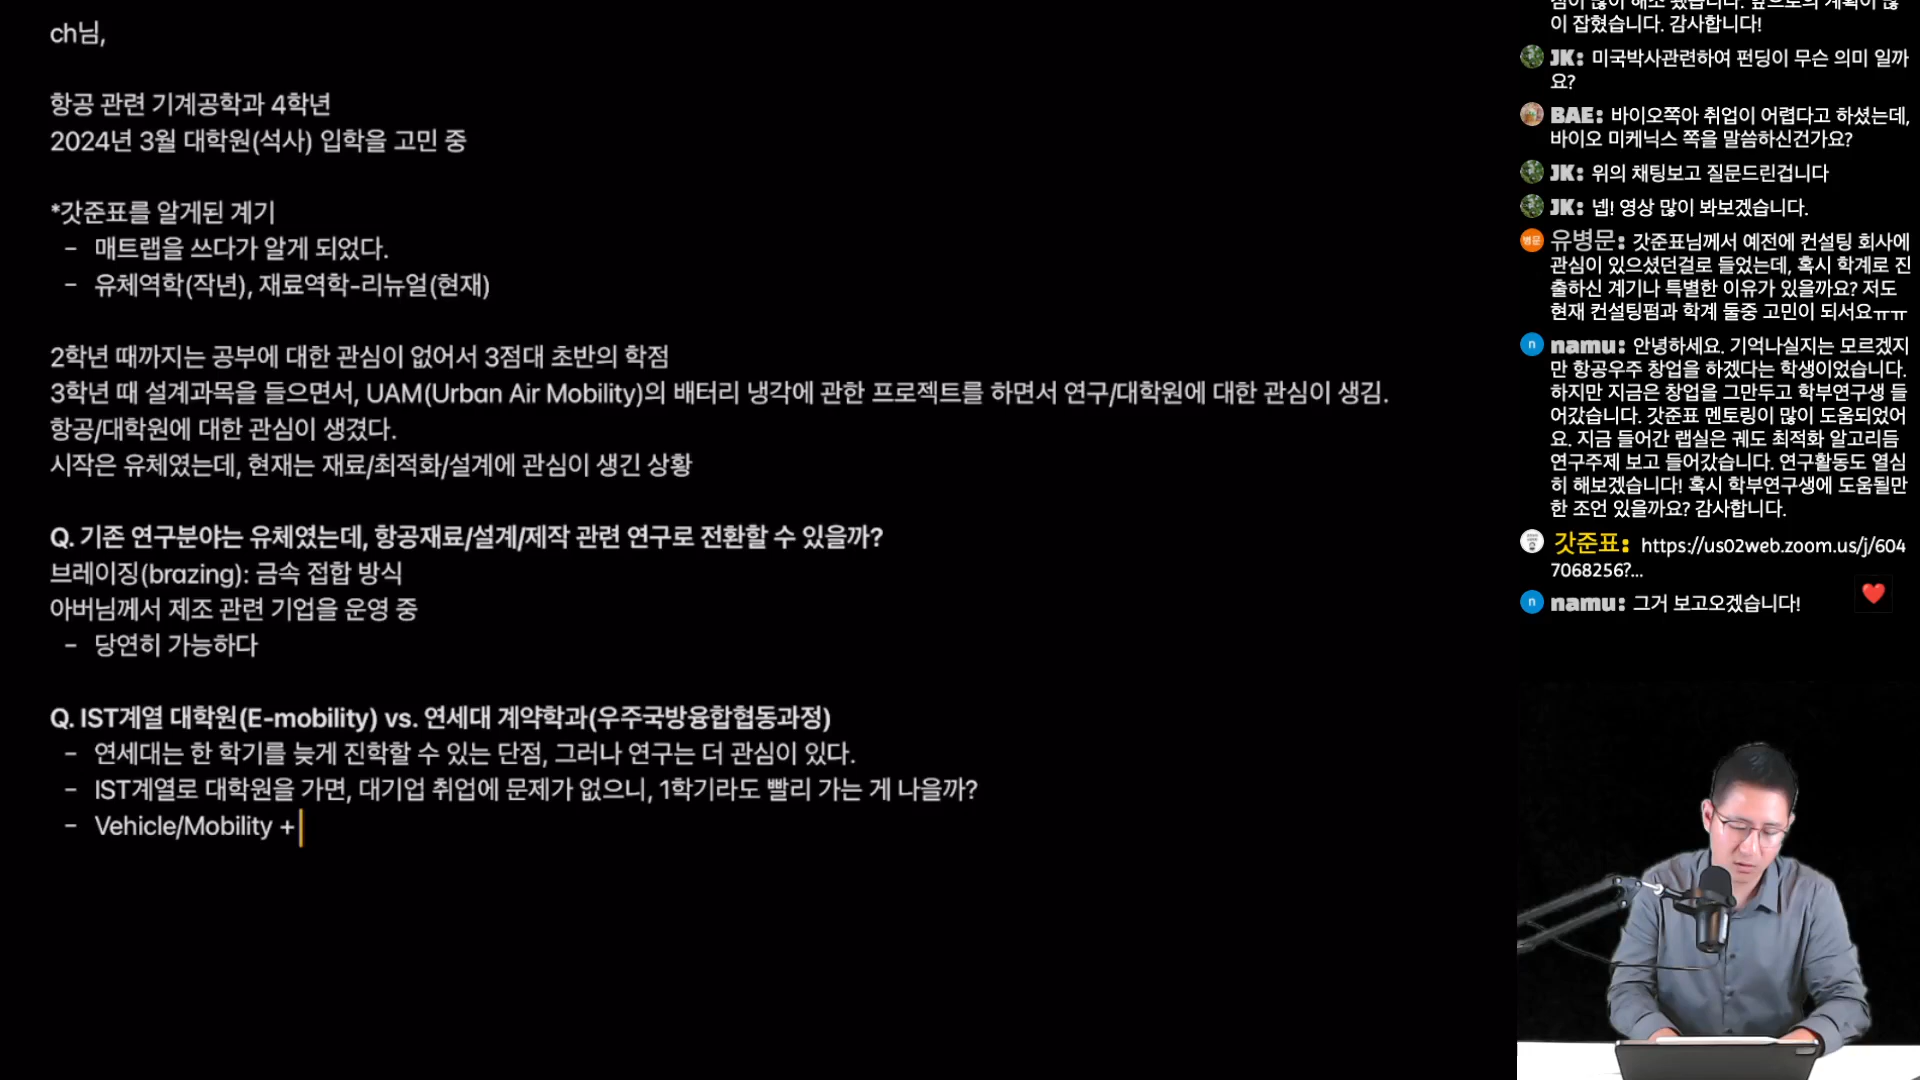 ch님,
항공 관련 기계공학과 4학년
2024년 3월 대학원(석사) 입학을 고민 중
*갓준표를 알게된 계기
- 매트랩을 쓰다가 알게 되었다.
- 유체역학(작년), 재료역학-리뉴얼(현재)
2학년 때까지는 공부에 대한 관심이 없어서 3점대 초반의 학점
3학년 때 설계과목을 들으면서, UAM(Urban Air Mobility)의 배터리 냉각에 관한 프로젝트를 하면서 연구/대학원에 대한 관심이 생김.
항공/대학원에 대한 관심이 생겼다.
시작은 유체였는데, 현재는 재료/최적화/설계에 관심이 생긴 상황
Q. 기존 연구분야는 유체였는데, 항공재료/설계/제작 관련 연구로 전환할 수 있을까?
브레이징(brazing): 금속 접합 방식
아버님께서 제조 관련 기업을 운영 중
- 당연히 가능하다
Q. IST계열 대학원(E-mobility) vs. 연세대 계약학과(우주국방융합협동과정)
- 연세대는 한 학기를 늦게 진학할 수 있는 단점, 그러나 연구는 더 관심이 있다.
- IST계열로 대학원을 가면, 대기업 취업에 문제가 없으니, 1학기라도 빨리 가는 게 나을까?
- Vehicle/Mobility +
이 잡혔습니다. 감사합니다!
JK: 미국박사관련하여 펀딩이 무슨 의미 일까
요?
BAE: 바이오쪽아 취업이 어렵다고 하셨는데,
바이오 미케닉스 쪽을 말씀하신건가요?
JK: 위의 채팅보고 질문드린겁니다
JK: 넵! 영상 많이 봐보겠습니다.
병문 유병문: 갓준표님께서 예전에 컨설팅 회사에
관심이 있으셨던걸로 들었는데, 혹시 학계로 진
출하신 계기나 특별한 이유가 있을까요? 저도
현재 컨설팅펌과 학계 둘중 고민이 되서요ㅠㅠ
n namu: 안녕하세요. 기억나실지는 모르겠지
만 항공우주 창업을 하겠다는 학생이었습니다.
하지만 지금은 창업을 그만두고 학부연구생 들
어갔습니다. 갓준표 멘토링이 많이 도움되었어
요. 지금 들어간 랩실은 궤도 최적화 알고리듬
연구주제 보고 들어갔습니다. 연구활동도 열심
히 해보겠습니다! 혹시 학부연구생에 도움될만
한 조언 있을까요? 감사합니다.
갓준표: https://us02web.zoom.us/j/604
7068256?...
n namu: 그거 보고오겠습니다!